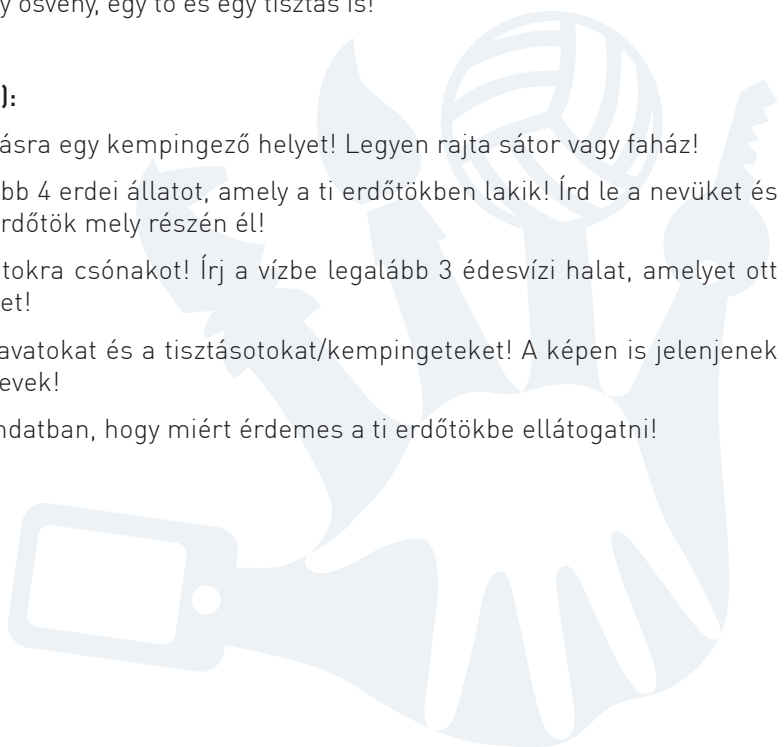 y ösvény, egy tó és egy tisztás is!
):
ásra egy kempingező helyet! Legyen rajta sátor vagy faház!
bb 4 erdei állatot, amely a ti erdőtökben lakik! Írd le a nevüket és
rdőtök mely részén él!
tokra csónakot! Írj a vízbe legalább 3 édesvízi halat, amelyet ott
et!
avatokat és a tisztásotokat/kempingeteket! A képen is jelenjenek
evek!
ndatban, hogy miért érdemes a ti erdőtökbe ellátogatni!